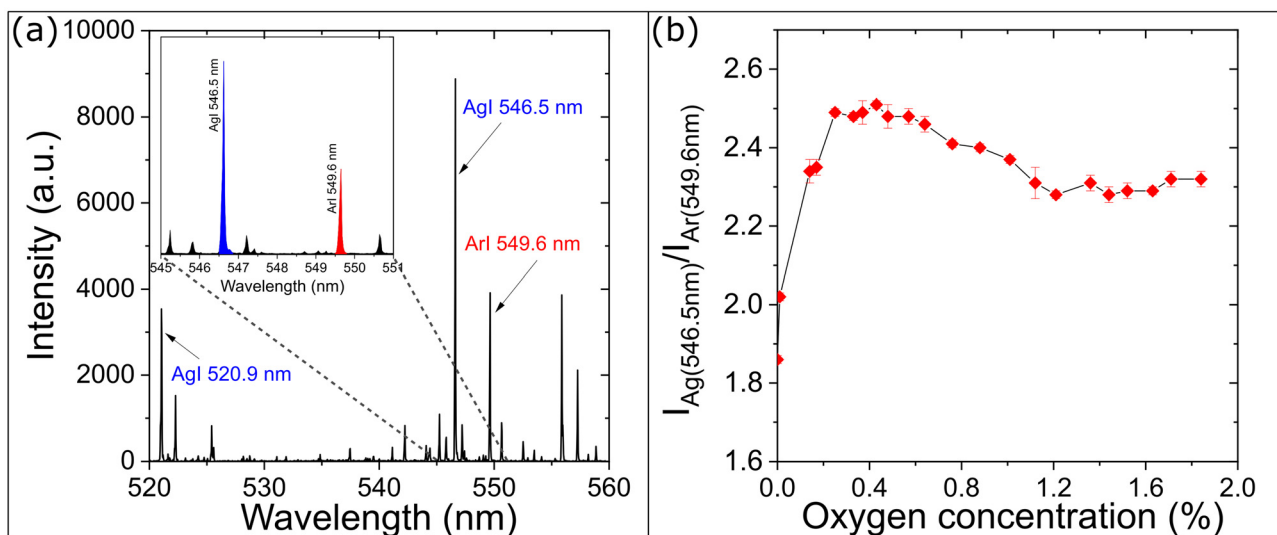 (a)
Intensity (a.u.)
10000
8000
6000
4000
2000
0
520
530
540
550
560
Wavelength (nm)
AgI 546.5 nm
ArI 549.6 nm
AgI 520.9 nm
AgI 546.5 nm
ArI 549.6 nm
545
546
547
548
549
550
551
Wavelength (nm)
(b)
I_Ag(546.5nm)/I_Ar(549.6nm)
2.6
2.4
2.2
2.0
1.8
1.6
0.0
0.4
0.8
1.2
1.6
2.0
Oxygen concentration (%)